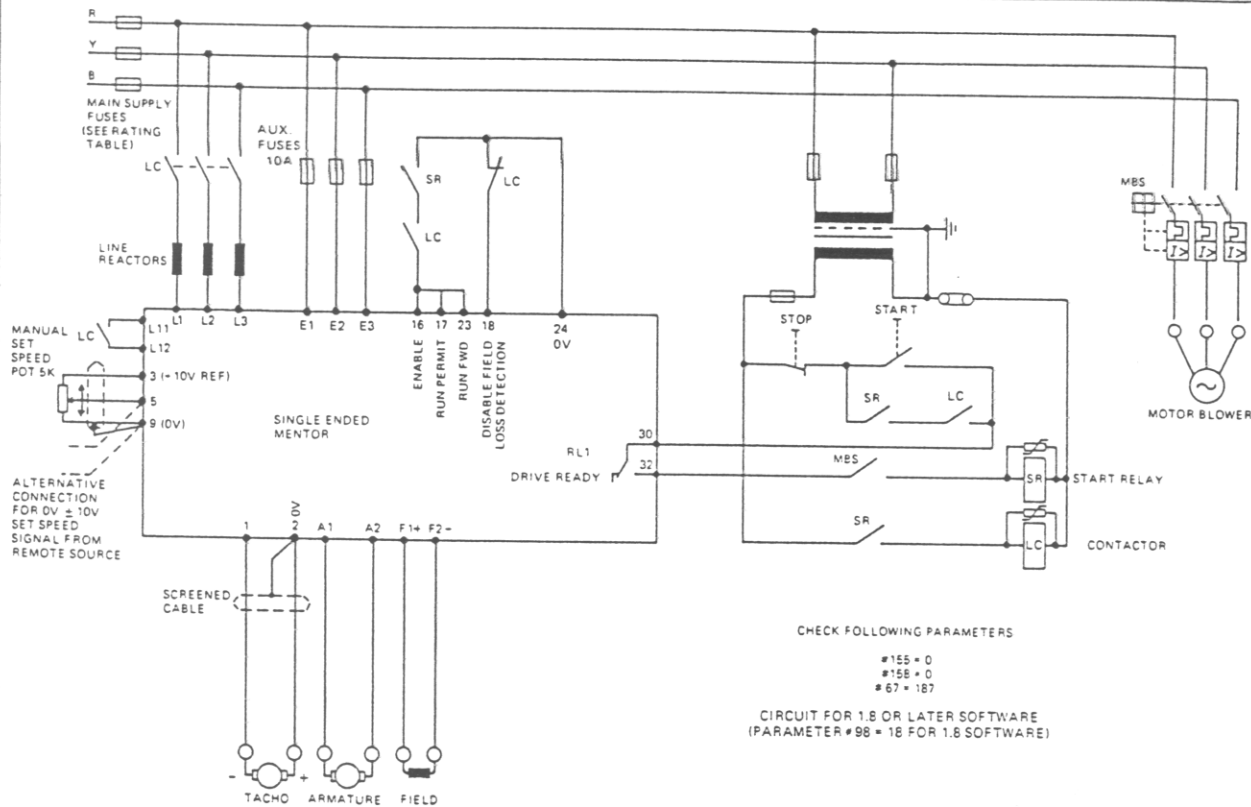 R
Y
B
MAIN SUPPLY
FUSES
(SEE RATING
TABLE)
AUX.
FUSES
10A
LC
SR
LC
LC
MBS
LINE
REACTORS
L1 L2 L3 E1 E2 E3 16 17 23 18 24
0V
ENABLE
RUN PERMIT
RUN FWD
DISABLE FIELD
LOSS DETECTION
STOP
START
MANUAL
SET
SPEED
POT 5K
LC
L11
L12
3 (-10V REF)
5
9 (0V)
SINGLE ENDED
MENTOR
SR
LC
MOTOR BLOWER
RL1
30
32
DRIVE READY
MBS
SR
START RELAY
ALTERNATIVE
CONNECTION
FOR 0V ± 10V
SET SPEED
SIGNAL FROM
REMOTE SOURCE
1 2 0V A1 A2 F1+ F2-
SR
LC
CONTACTOR
SCREENED
CABLE
CHECK FOLLOWING PARAMETERS
#155 = 0
#158 = 0
#67 = 187
CIRCUIT FOR 1.8 OR LATER SOFTWARE
(PARAMETER #98 = 18 FOR 1.8 SOFTWARE)
- +
TACHO ARMATURE FIELD